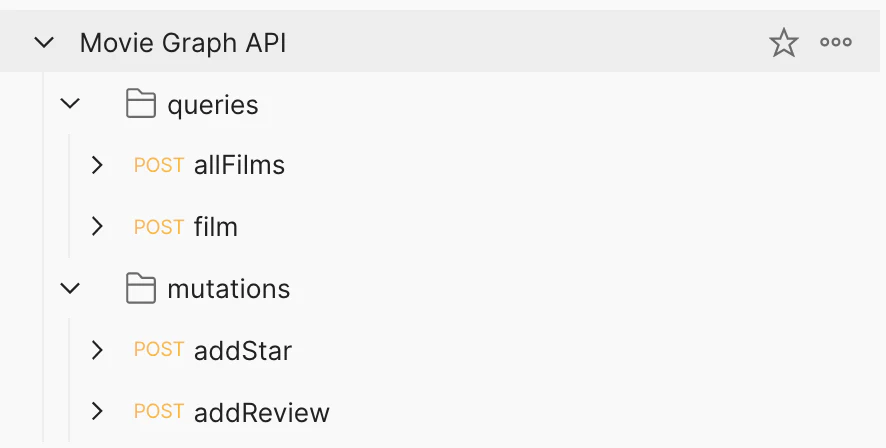 Movie Graph API
queries
POST allFilms
POST film
mutations
POST addStar
POST addReview